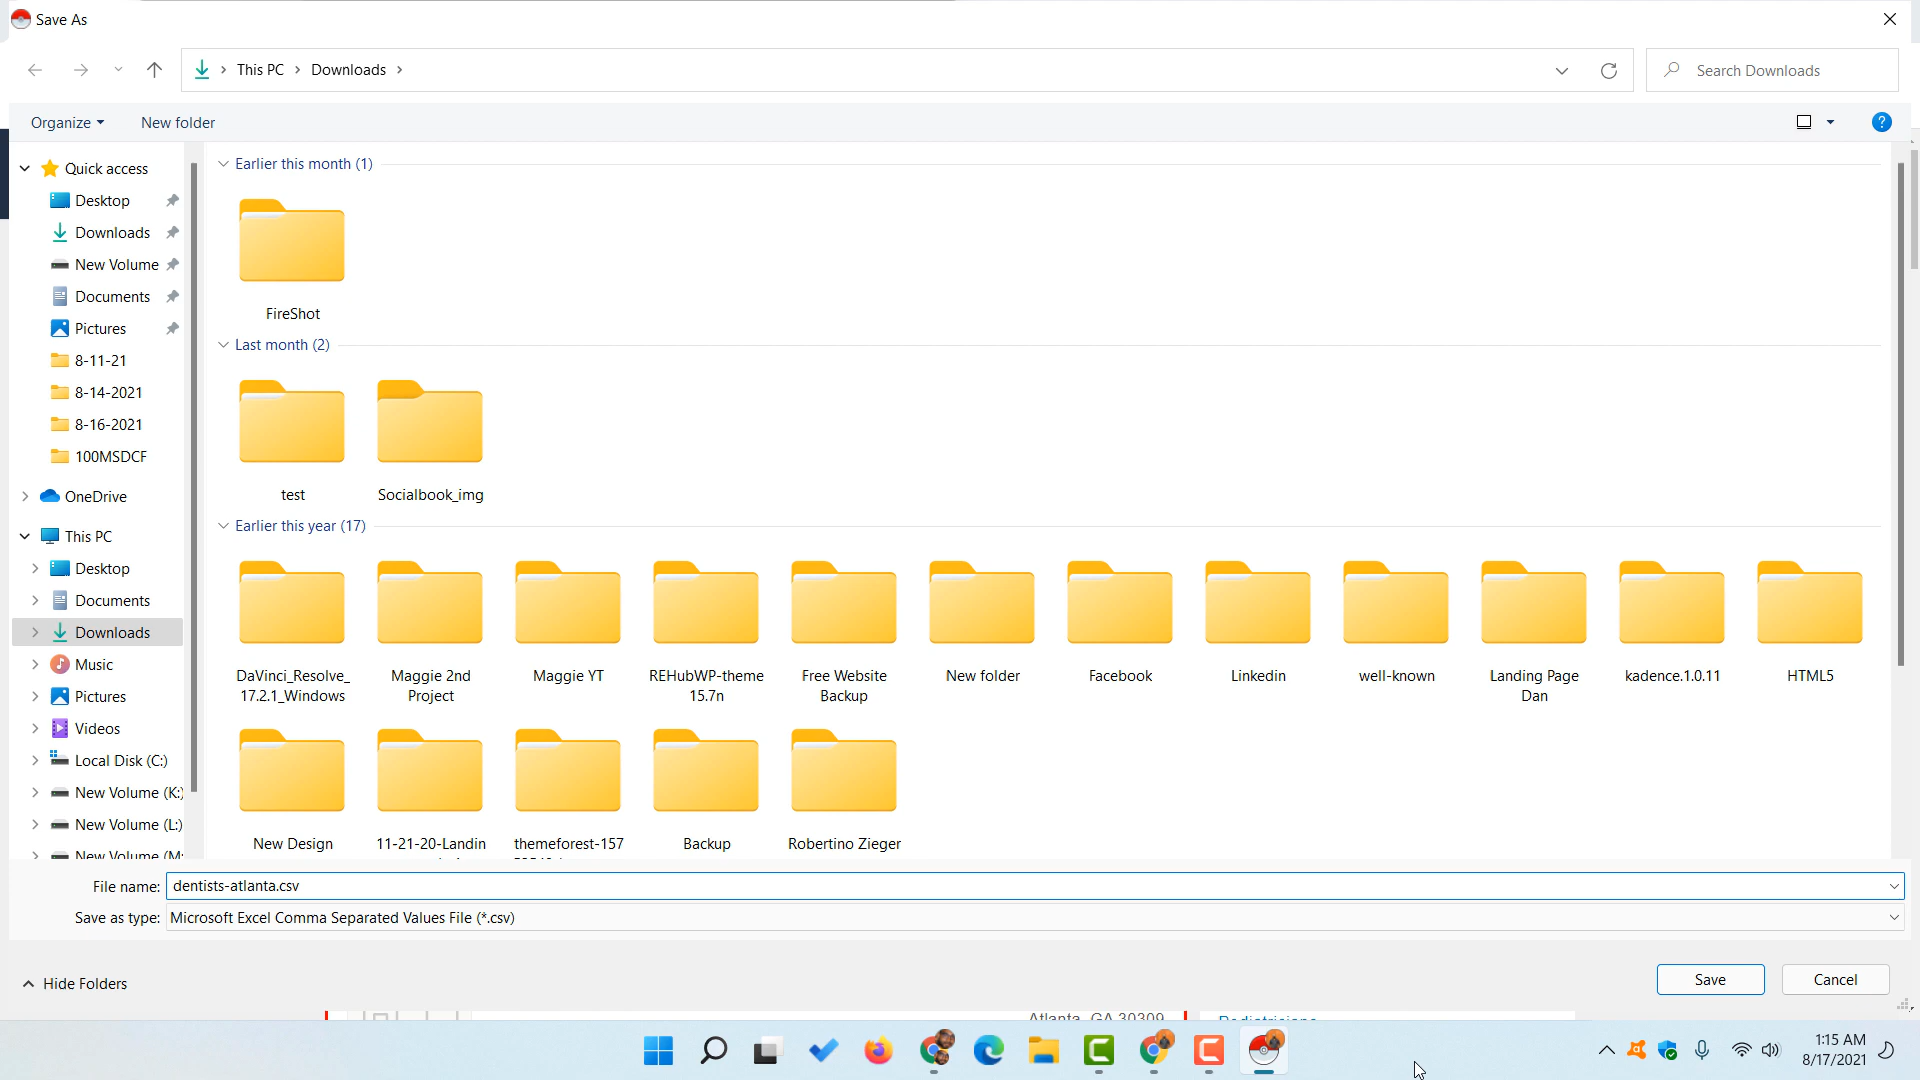 Save As
This PC
Downloads
Search Downloads
Organize
New folder
Quick access
Desktop
Downloads
New Volume
Documents
Pictures
8-11-21
8-14-2021
8-16-2021
100MSDCF
OneDrive
This PC
Desktop
Documents
Downloads
Music
Pictures
Videos
Local Disk (C:)
New Volume (K:)
New Volume (L:)
New Volume (M:
Earlier this month (1)
FireShot
Last month (2)
test
Socialbook_img
Earlier this year (17)
DaVinci_Resolve_
17.2.1_Windows
Maggie 2nd
Project
Maggie YT
REHubWP-theme
15.7n
Free Website
Backup
New folder
Facebook
Linkedin
well-known
Landing Page
Dan
kadence.1.0.11
HTML5
New Design
11-21-20-Landin
themeforest-157
Backup
Robertino Zieger
File name: dentists-atlanta.csv
Save as type: Microsoft Excel Comma Separated Values File (*.csv)
Hide Folders
Save
Cancel
Atlanta, GA 30309
Pediatricians
1:15 AM
8/17/2021